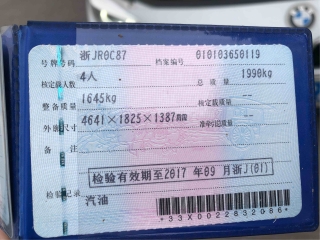 号牌号码 浙JR0C87 档案编号 010103650119
核定载人数 4人 总质量 1990kg
整备质量 1645kg 核定载质量 --
外廓尺寸 4641×1825×1387mm 准牵引总质量 --
备注
检验有效期至2017年09月浙J(01)
检验记录
汽油
*33X0022832086*